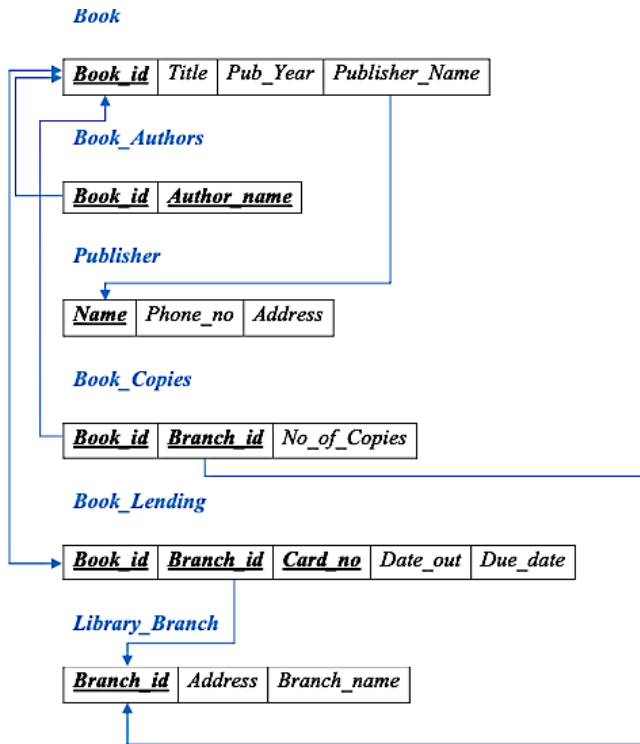 Book
Book_id Title Pub_Year Publisher_Name
Book_Authors
Book_id Author_name
Publisher
Name Phone_no Address
Book_Copies
Book_id Branch_id No_of_Copies
Book_Lending
Book_id Branch_id Card_no Date_out Due_date
Library_Branch
Branch_id Address Branch_name